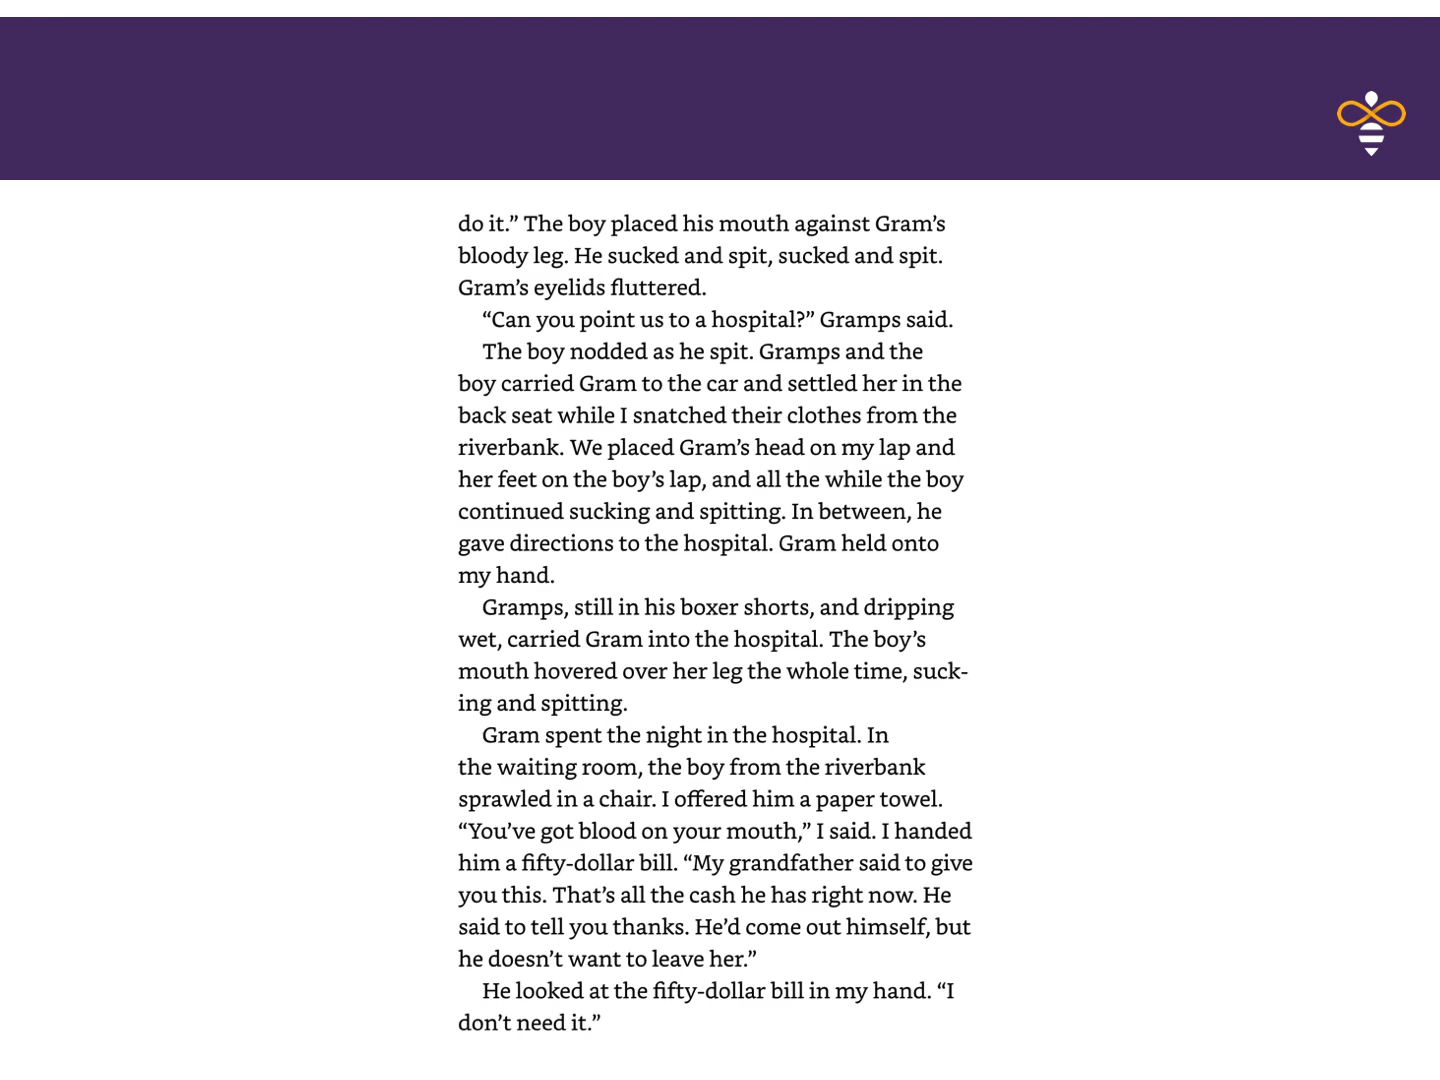 do it.” The boy placed his mouth against Gram’s
bloody leg. He sucked and spit, sucked and spit.
Gram’s eyelids fluttered.
“Can you point us to a hospital?” Gramps said.
The boy nodded as he spit. Gramps and the
boy carried Gram to the car and settled her in the
back seat while I snatched their clothes from the
riverbank. We placed Gram’s head on my lap and
her feet on the boy’s lap, and all the while the boy
continued sucking and spitting. In between, he
gave directions to the hospital. Gram held onto
my hand.
Gramps, still in his boxer shorts, and dripping
wet, carried Gram into the hospital. The boy’s
mouth hovered over her leg the whole time, suck-
ing and spitting.
Gram spent the night in the hospital. In
the waiting room, the boy from the riverbank
sprawled in a chair. I offered him a paper towel.
“You’ve got blood on your mouth,” I said. I handed
him a fifty-dollar bill. “My grandfather said to give
you this. That’s all the cash he has right now. He
said to tell you thanks. He’d come out himself, but
he doesn’t want to leave her.”
He looked at the fifty-dollar bill in my hand. “I
don’t need it.”